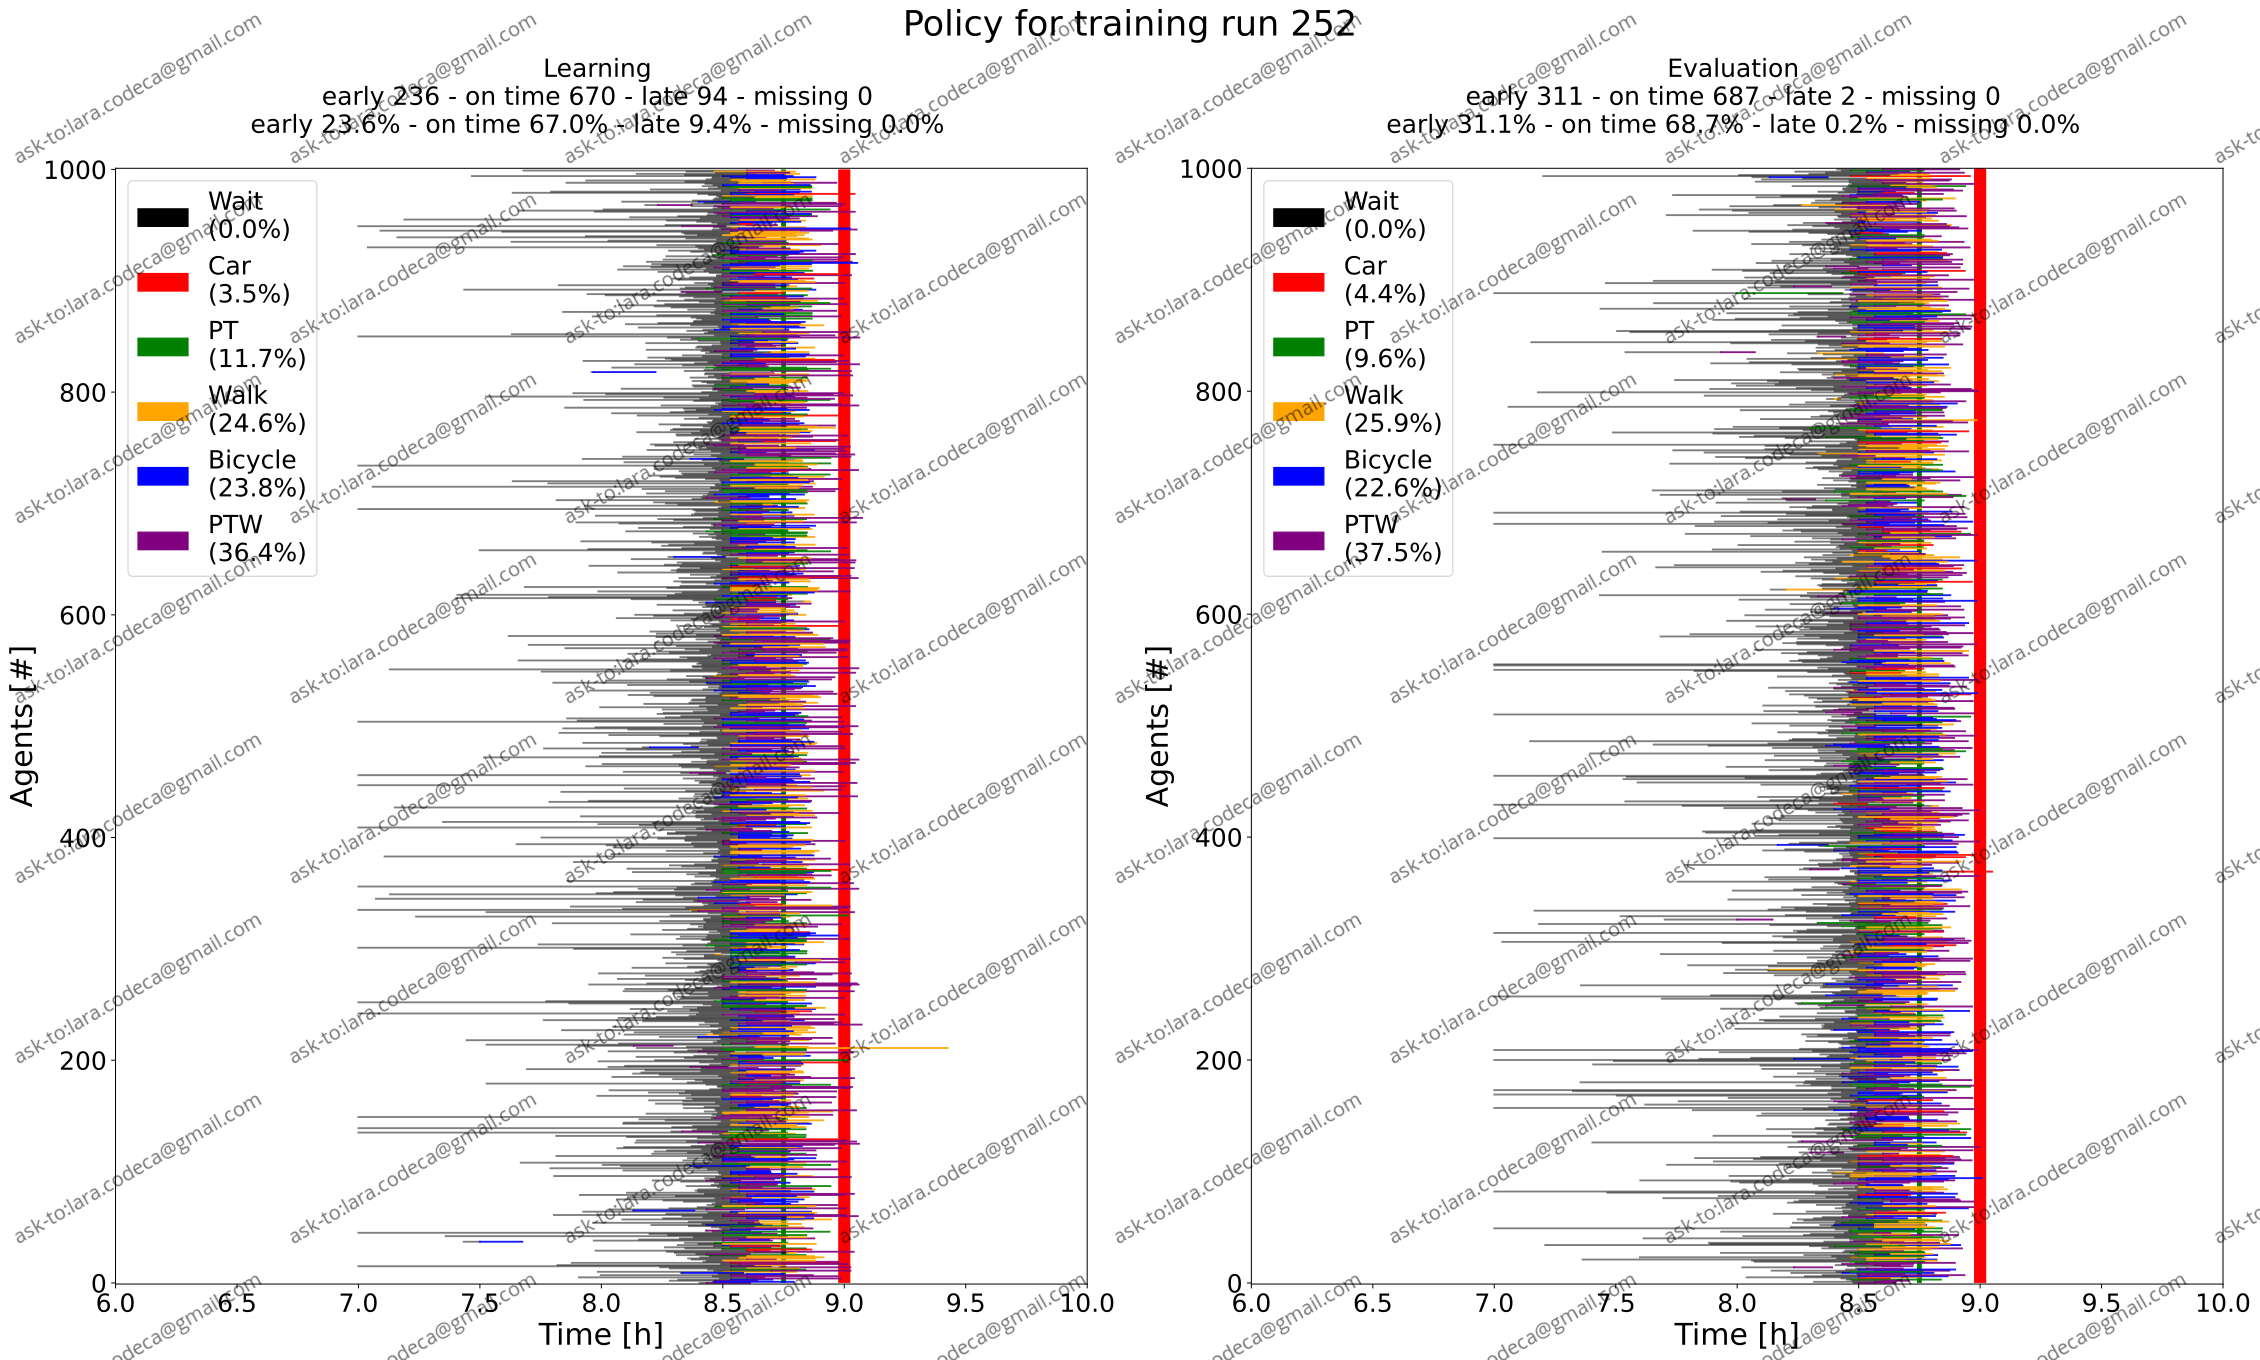 Policy for training run 252
Learning
early 236 - on time 670 - late 94 - missing 0
early 23.6% - on time 67.0% - late 9.4% - missing 0.0%
Evaluation
early 311 - on time 687 - late 2 - missing 0
early 31.1% - on time 68.7% - late 0.2% - missing 0.0%
Agents [#]
1000
800
600
400
200
0
Wait
(0.0%)
Car
(3.5%)
PT
(11.7%)
Walk
(24.6%)
Bicycle
(23.8%)
PTW
(36.4%)
6.0 6.5 7.0 7.5 8.0 8.5 9.0 9.5 10.0
Time [h]
Agents [#]
1000
800
600
400
200
0
Wait
(0.0%)
Car
(4.4%)
PT
(9.6%)
Walk
(25.9%)
Bicycle
(22.6%)
PTW
(37.5%)
6.0 6.5 7.0 7.5 8.0 8.5 9.0 9.5 10.0
Time [h]
ask-to:lara.codeca@gmail.com